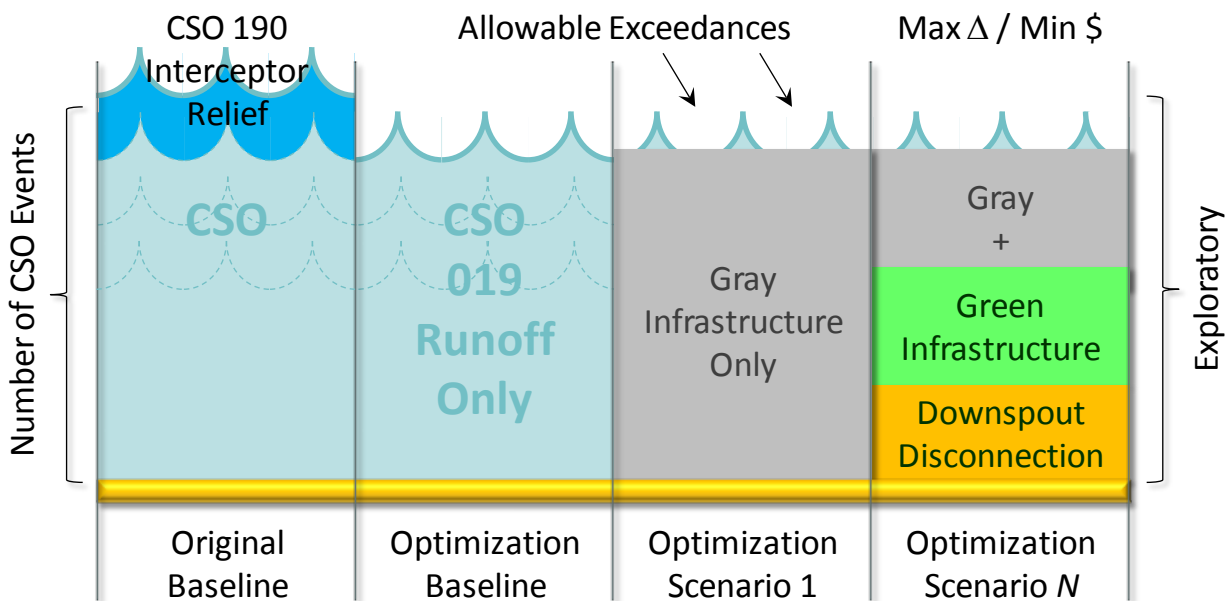 CSO 190
Interceptor
Relief
Allowable Exceedances
Max Δ / Min $
Number of CSO Events
CSO
CSO
019
Runoff
Only
Gray
Infrastructure
Only
Gray
+
Green
Infrastructure
Downspout
Disconnection
Exploratory
Original
Baseline
Optimization
Baseline
Optimization
Scenario 1
Optimization
Scenario N